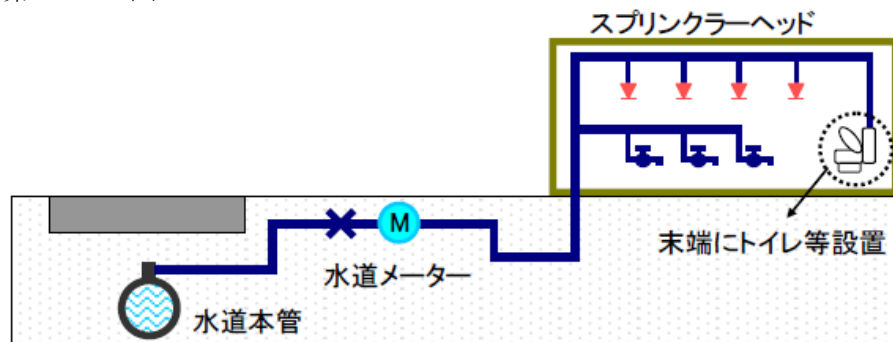 スプリンクラーヘッド
M
末端にトイレ等設置
水道メーター
水道本管